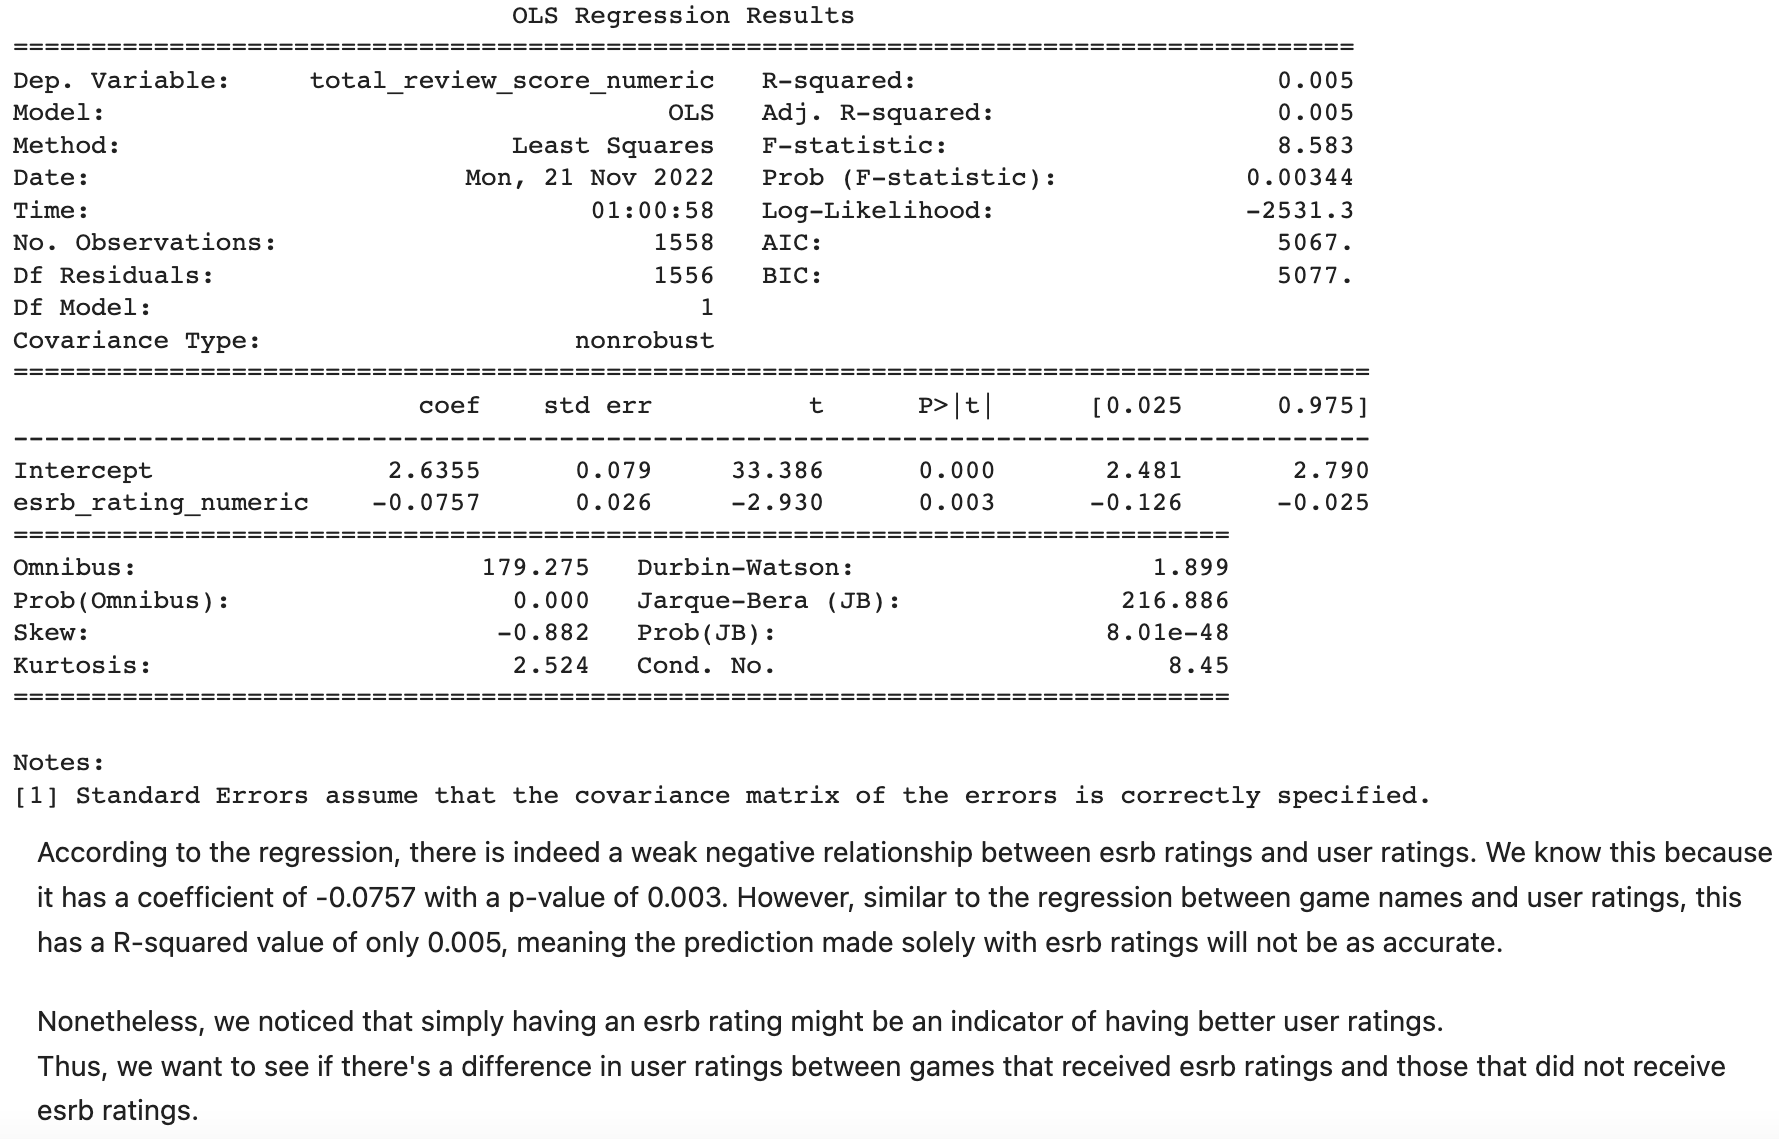 OLS Regression Results
==============================================================================
Dep. Variable: total_review_score_numeric R-squared: 0.005
Model: OLS Adj. R-squared: 0.005
Method: Least Squares F-statistic: 8.583
Date: Mon, 21 Nov 2022 Prob (F-statistic): 0.00344
Time: 01:00:58 Log-Likelihood: -2531.3
No. Observations: 1558 AIC: 5067.
Df Residuals: 1556 BIC: 5077.
Df Model: 1
Covariance Type: nonrobust
==============================================================================
coef std err t P>|t| [0.025 0.975]
------------------------------------------------------------------------------
Intercept 2.6355 0.079 33.386 0.000 2.481 2.790
esrb_rating_numeric -0.0757 0.026 -2.930 0.003 -0.126 -0.025
==============================================================================
Omnibus: 179.275 Durbin-Watson: 1.899
Prob(Omnibus): 0.000 Jarque-Bera (JB): 216.886
Skew: -0.882 Prob(JB): 8.01e-48
Kurtosis: 2.524 Cond. No. 8.45
==============================================================================
Notes:
[1] Standard Errors assume that the covariance matrix of the errors is correctly specified.
According to the regression, there is indeed a weak negative relationship between esrb ratings and user ratings. We know this because
it has a coefficient of -0.0757 with a p-value of 0.003. However, similar to the regression between game names and user ratings, this
has a R-squared value of only 0.005, meaning the prediction made solely with esrb ratings will not be as accurate.
Nonetheless, we noticed that simply having an esrb rating might be an indicator of having better user ratings.
Thus, we want to see if there's a difference in user ratings between games that received esrb ratings and those that did not receive
esrb ratings.